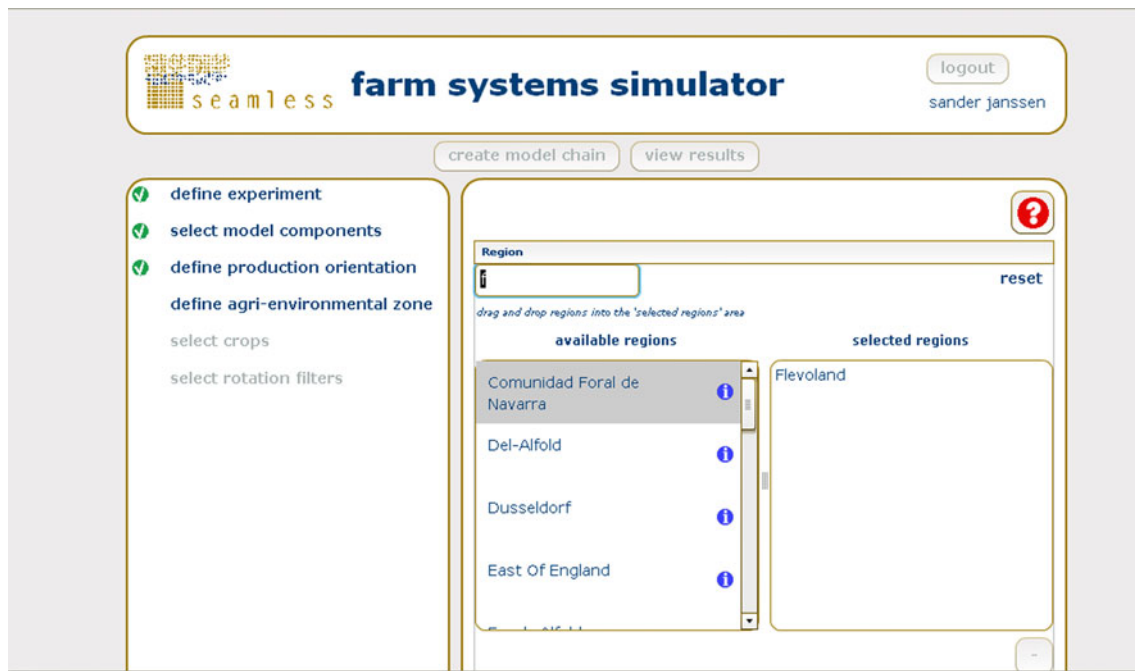 seamless
farm systems simulator
logout
sander janssen
create model chain
view results
define experiment
select model components
define production orientation
define agri-environmental zone
select crops
select rotation filters
?
Region
f
reset
drag and drop regions into the 'selected regions' area
available regions
selected regions
Comunidad Foral de
Navarra
i
Del-Alfold
i
Dusseldorf
i
East Of England
i
Flevoland
-